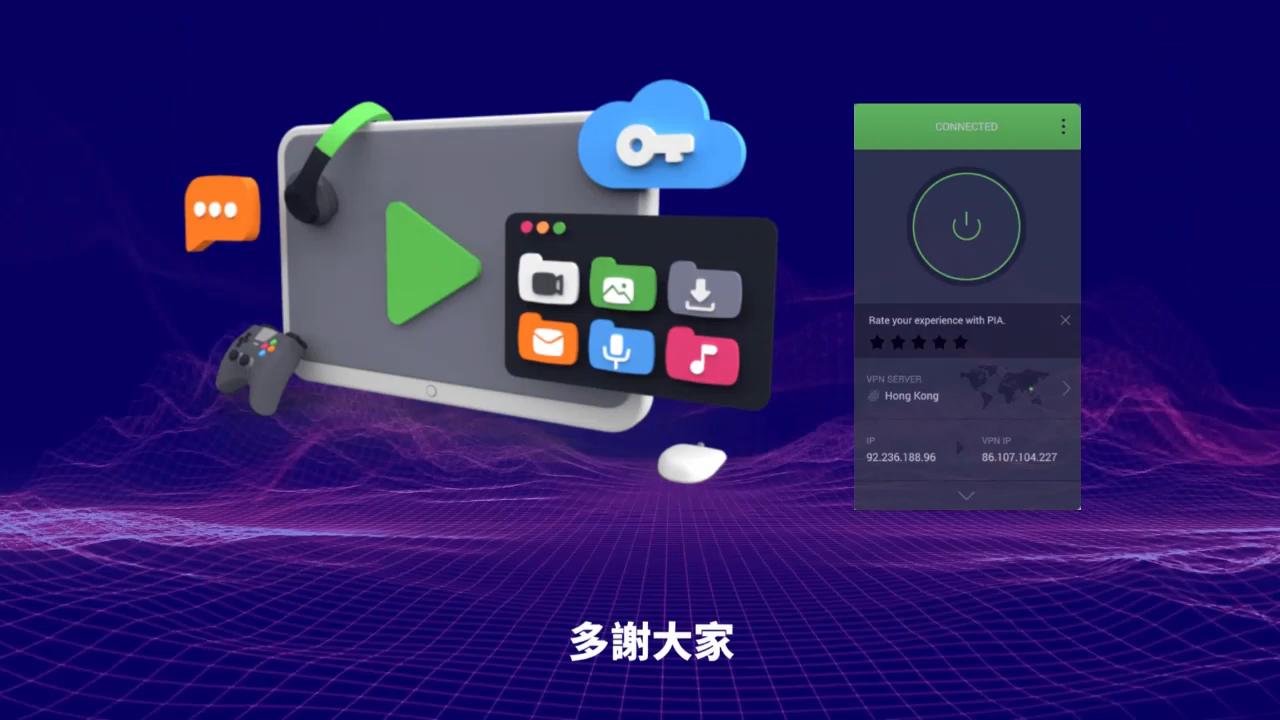 CONNECTED
Rate your experience with PIA.
VPN SERVER
Hong Kong
IP
VPN IP
92.236.188.96
86.107.104.227
多謝大家